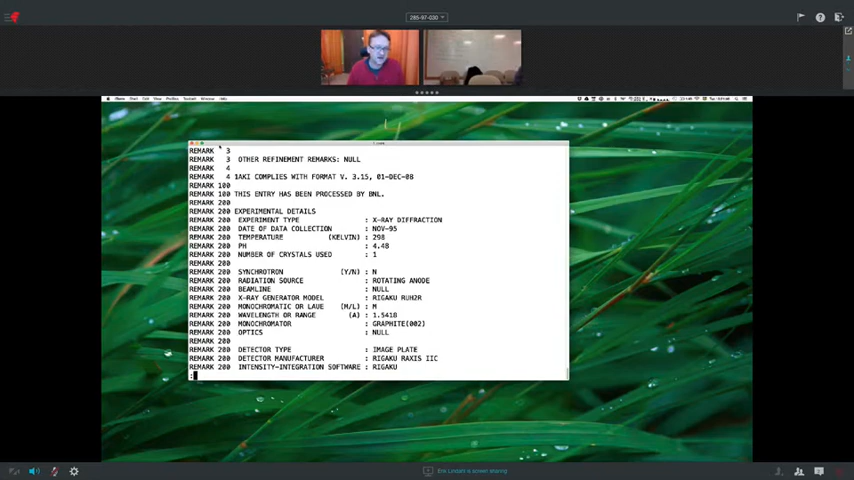 285-97-030
REMARK 3
REMARK 3 OTHER REFINEMENT REMARKS: NULL
REMARK 4
REMARK 4 1AKI COMPLIES WITH FORMAT V. 3.15, 01-DEC-08
REMARK 100
REMARK 100 THIS ENTRY HAS BEEN PROCESSED BY BNL.
REMARK 200
REMARK 200 EXPERIMENTAL DETAILS
REMARK 200 EXPERIMENT TYPE : X-RAY DIFFRACTION
REMARK 200 DATE OF DATA COLLECTION : NOV-95
REMARK 200 TEMPERATURE (KELVIN) : 298
REMARK 200 PH : 4.48
REMARK 200 NUMBER OF CRYSTALS USED : 1
REMARK 200
REMARK 200 SYNCHROTRON (Y/N) : N
REMARK 200 RADIATION SOURCE : ROTATING ANODE
REMARK 200 BEAMLINE : NULL
REMARK 200 X-RAY GENERATOR MODEL : RIGAKU RUH2R
REMARK 200 MONOCHROMATIC OR LAUE (M/L) : M
REMARK 200 WAVELENGTH OR RANGE (A) : 1.5418
REMARK 200 MONOCHROMATOR : GRAPHITE(002)
REMARK 200 OPTICS : NULL
REMARK 200
REMARK 200 DETECTOR TYPE : IMAGE PLATE
REMARK 200 DETECTOR MANUFACTURER : RIGAKU RAXIS IIC
REMARK 200 INTENSITY-INTEGRATION SOFTWARE : RIGAKU
:
Erik Lindahl is screen sharing